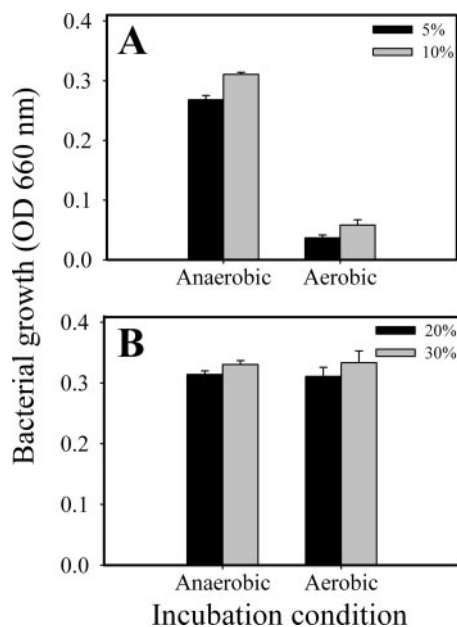 A
5%
10%
0.4
0.3
0.2
0.1
0.0
Anaerobic Aerobic
B
20%
30%
0.4
0.3
0.2
0.1
0.0
Anaerobic Aerobic
Bacterial growth (OD 660 nm)
Incubation condition